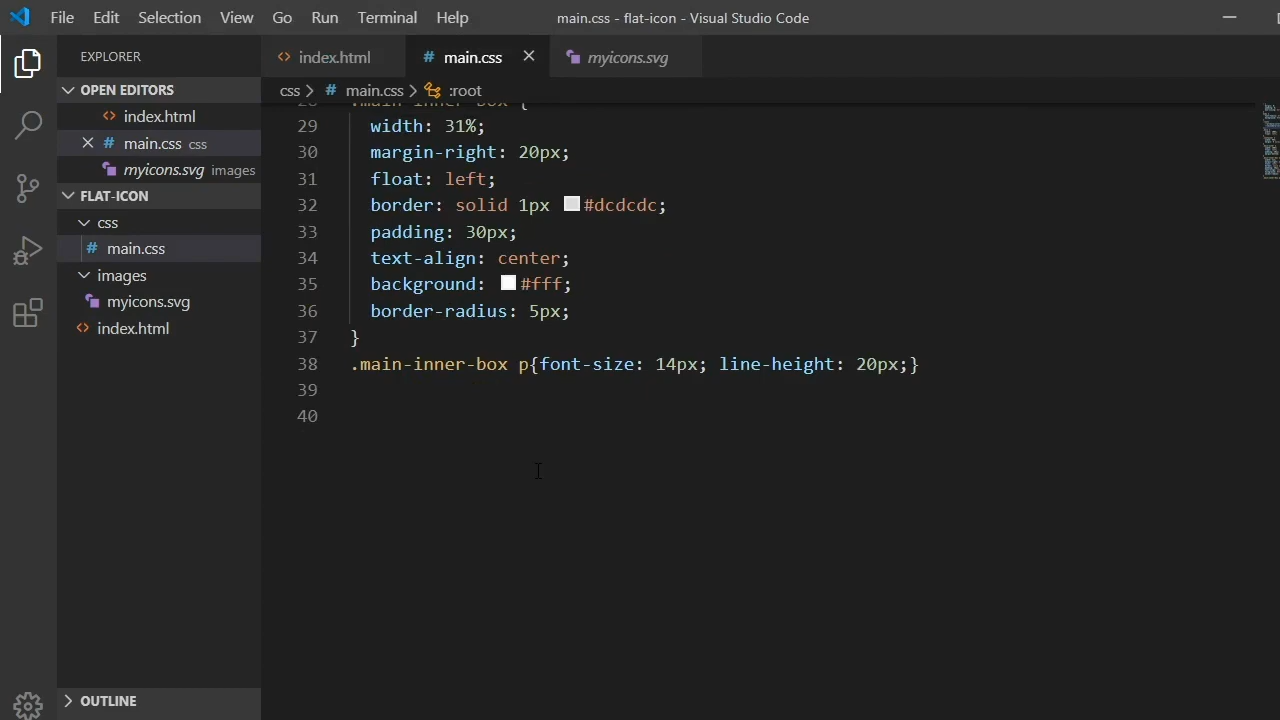 File Edit Selection View Go Run Terminal Help main.css - flat-icon - Visual Studio Code
EXPLORER
OPEN EDITORS
index.html
main.css css
myicons.svg images
FLAT-ICON
css
main.css
images
myicons.svg
index.html
OUTLINE
index.html main.css myicons.svg
css main.css :root
28 .main-inner-box {
29 width: 31%;
30 margin-right: 20px;
31 float: left;
32 border: solid 1px #dcdcdc;
33 padding: 30px;
34 text-align: center;
35 background: #fff;
36 border-radius: 5px;
37 }
38 .main-inner-box p{font-size: 14px; line-height: 20px;}
39
40